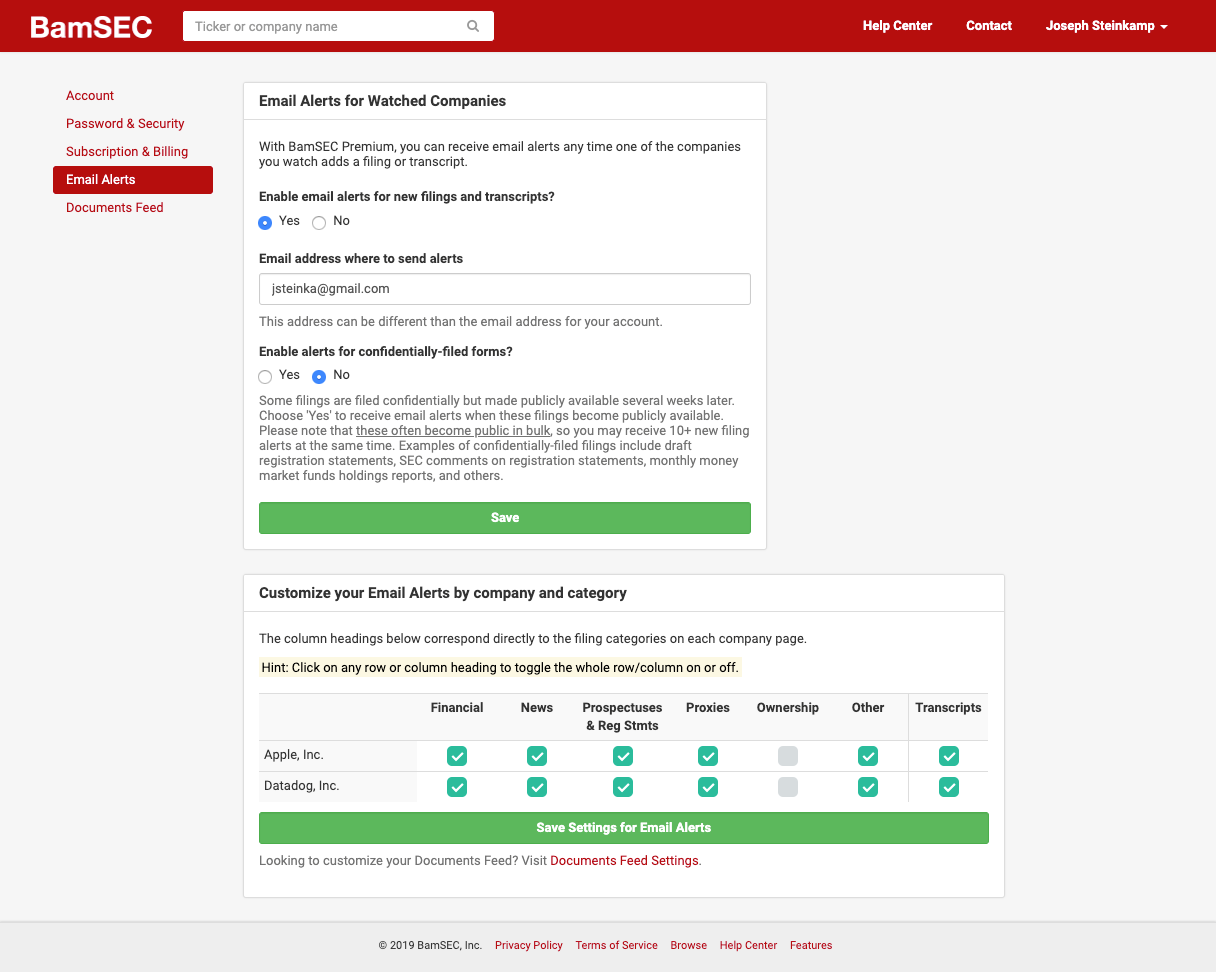 BamSEC
Ticker or company name
Help Center
Contact
Joseph Steinkamp
Account
Password & Security
Subscription & Billing
Email Alerts
Documents Feed
Email Alerts for Watched Companies
With BamSEC Premium, you can receive email alerts any time one of the companies
you watch adds a filing or transcript.
Enable email alerts for new filings and transcripts?
Yes No
Email address where to send alerts
jsteinka@gmail.com
This address can be different than the email address for your account.
Enable alerts for confidentially-filed forms?
Yes No
Some filings are filed confidentially but made publicly available several weeks later.
Choose 'Yes' to receive email alerts when these filings become publicly available.
Please note that these often become public in bulk, so you may receive 10+ new filing
alerts at the same time. Examples of confidentially-filed filings include draft
registration statements, SEC comments on registration statements, monthly money
market funds holdings reports, and others.
Save
Customize your Email Alerts by company and category
The column headings below correspond directly to the filing categories on each company page.
Hint: Click on any row or column heading to toggle the whole row/column on or off.
Financial News Prospectuses Proxies Ownership Other Transcripts
& Reg Stmts
Apple, Inc.
Datadog, Inc.
Save Settings for Email Alerts
Looking to customize your Documents Feed? Visit Documents Feed Settings.
© 2019 BamSEC, Inc. Privacy Policy Terms of Service Browse Help Center Features